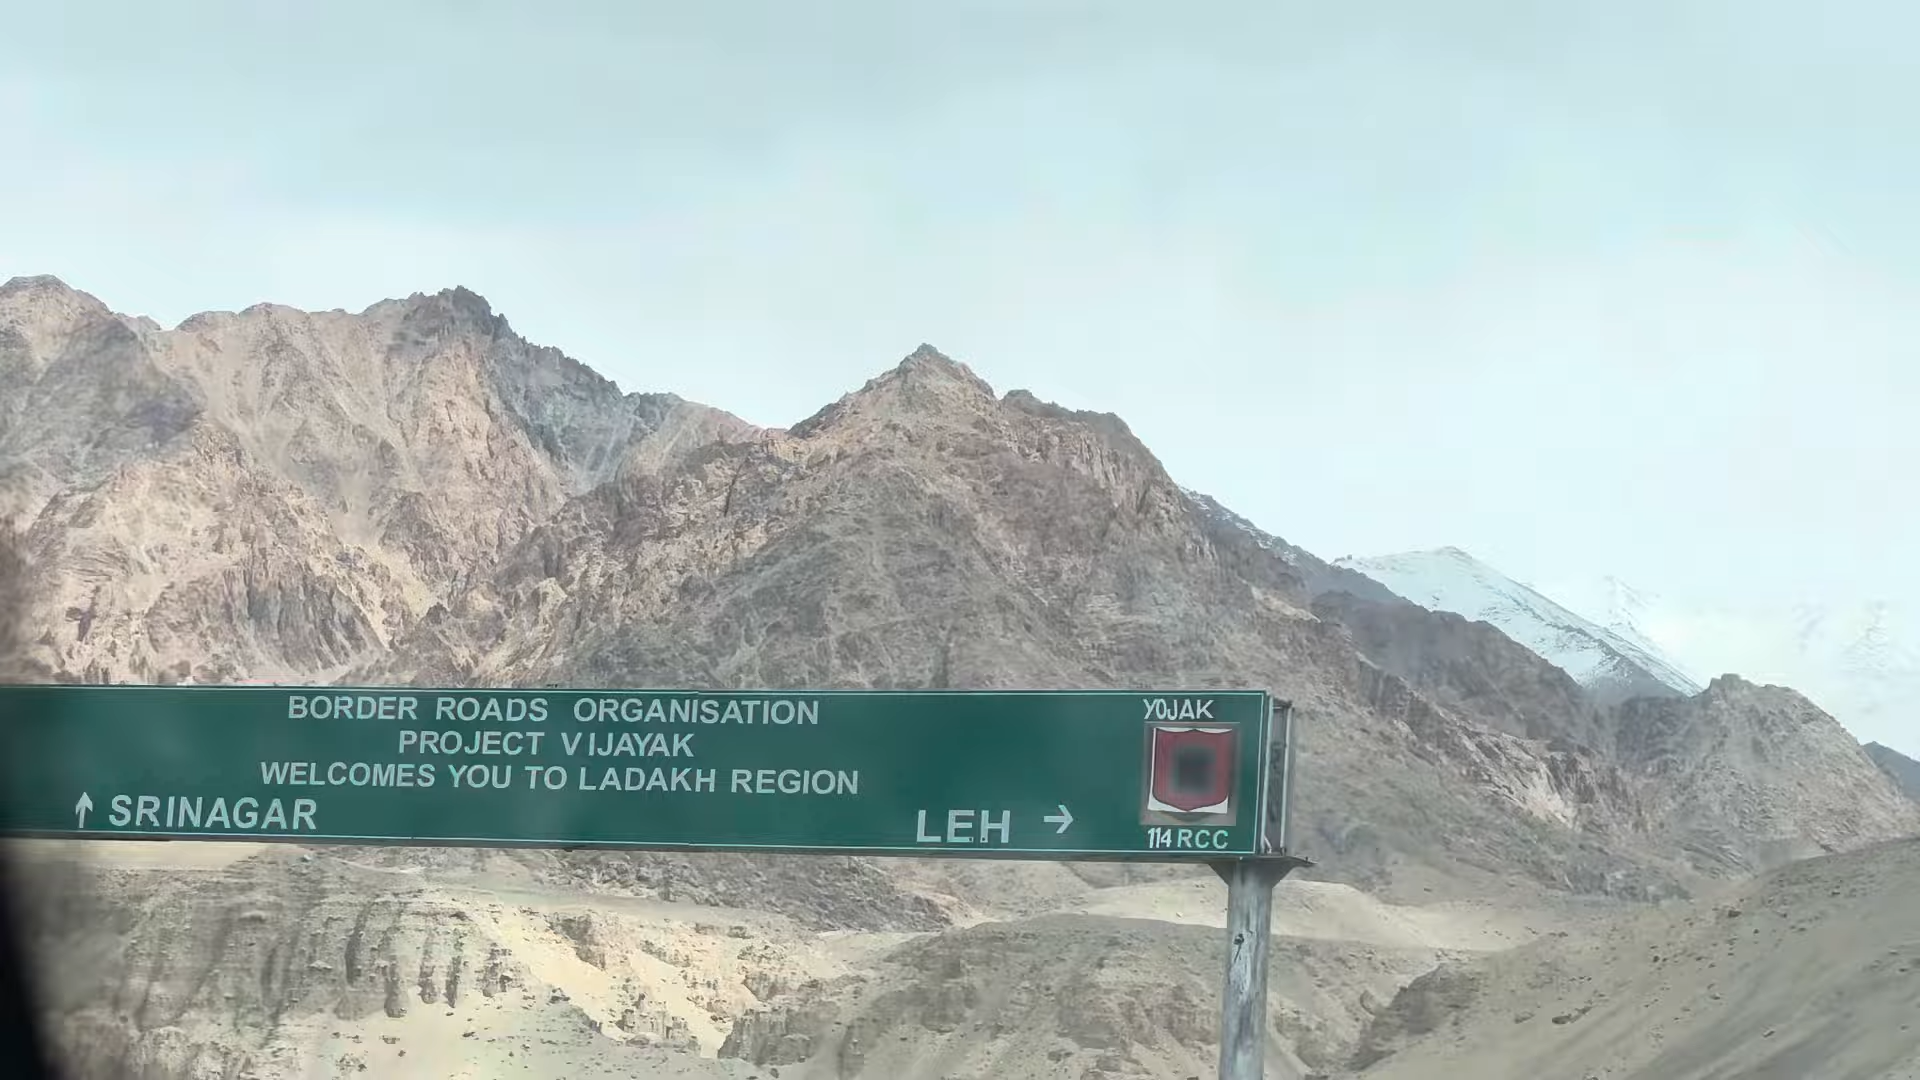 BORDER ROADS ORGANISATION
PROJECT VIJAYAK
WELCOMES YOU TO LADAKH REGION
↑ SRINAGAR
LEH →
YOJAK
114 RCC